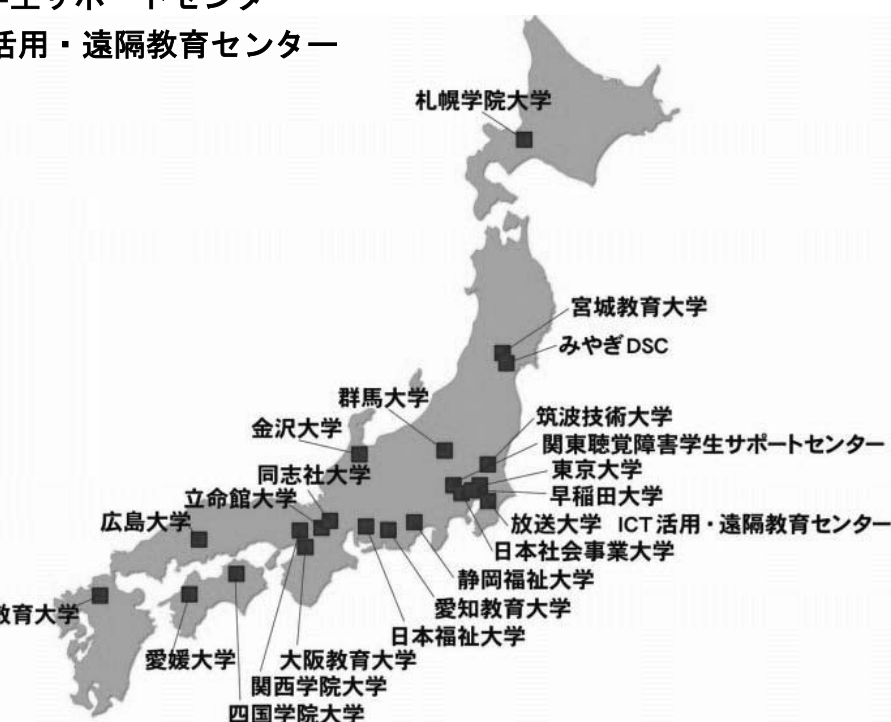 活用・遠隔教育センター
札幌学院大学
宮城教育大学
みやぎDSC
群馬大学
筑波技術大学
金沢大学
関東聴覚障害学生サポートセンター
同志社大学
東京大学
立命館大学
早稲田大学
広島大学
放送大学 ICT活用・遠隔教育センター
日本社会事業大学
静岡福祉大学
教育大学
愛知教育大学
日本福祉大学
愛媛大学
大阪教育大学
関西学院大学
四国学院大学